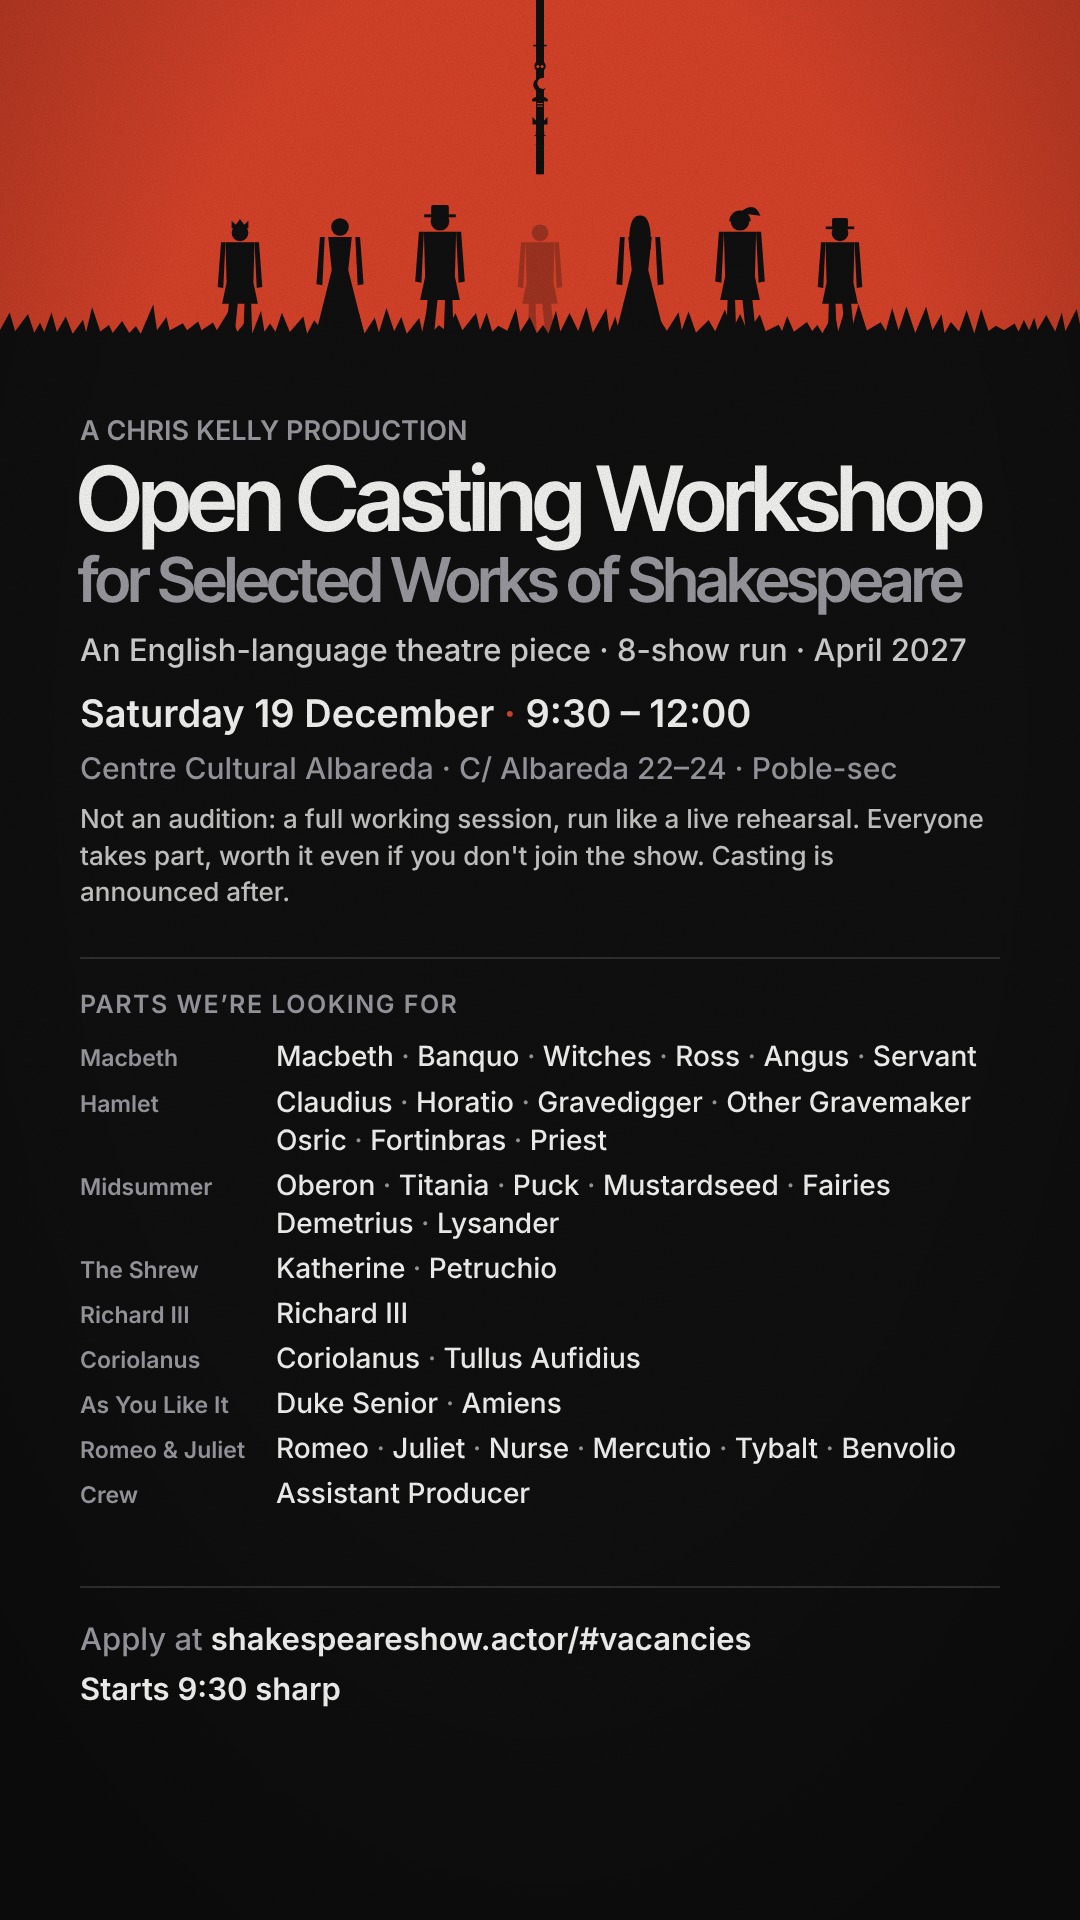 A CHRIS KELLY PRODUCTION
Open Casting Workshop
for Selected Works of Shakespeare
An English-language theatre piece · 8-show run · April 2027
Saturday 19 December · 9:30 – 12:00
Centre Cultural Albareda · C/ Albareda 22–24 · Poble-sec
Not an audition: a full working session, run like a live rehearsal. Everyone
takes part, worth it even if you don't join the show. Casting is
announced after.
PARTS WE’RE LOOKING FOR
Macbeth Macbeth · Banquo · Witches · Ross · Angus · Servant
Hamlet Claudius · Horatio · Gravedigger · Other Gravemaker
Osric · Fortinbras · Priest
Midsummer Oberon · Titania · Puck · Mustardseed · Fairies
Demetrius · Lysander
The Shrew Katherine · Petruchio
Richard III Richard III
Coriolanus Coriolanus · Tullus Aufidius
As You Like It Duke Senior · Amiens
Romeo & Juliet Romeo · Juliet · Nurse · Mercutio · Tybalt · Benvolio
Crew Assistant Producer
Apply at shakespeareshow.actor/#vacancies
Starts 9:30 sharp